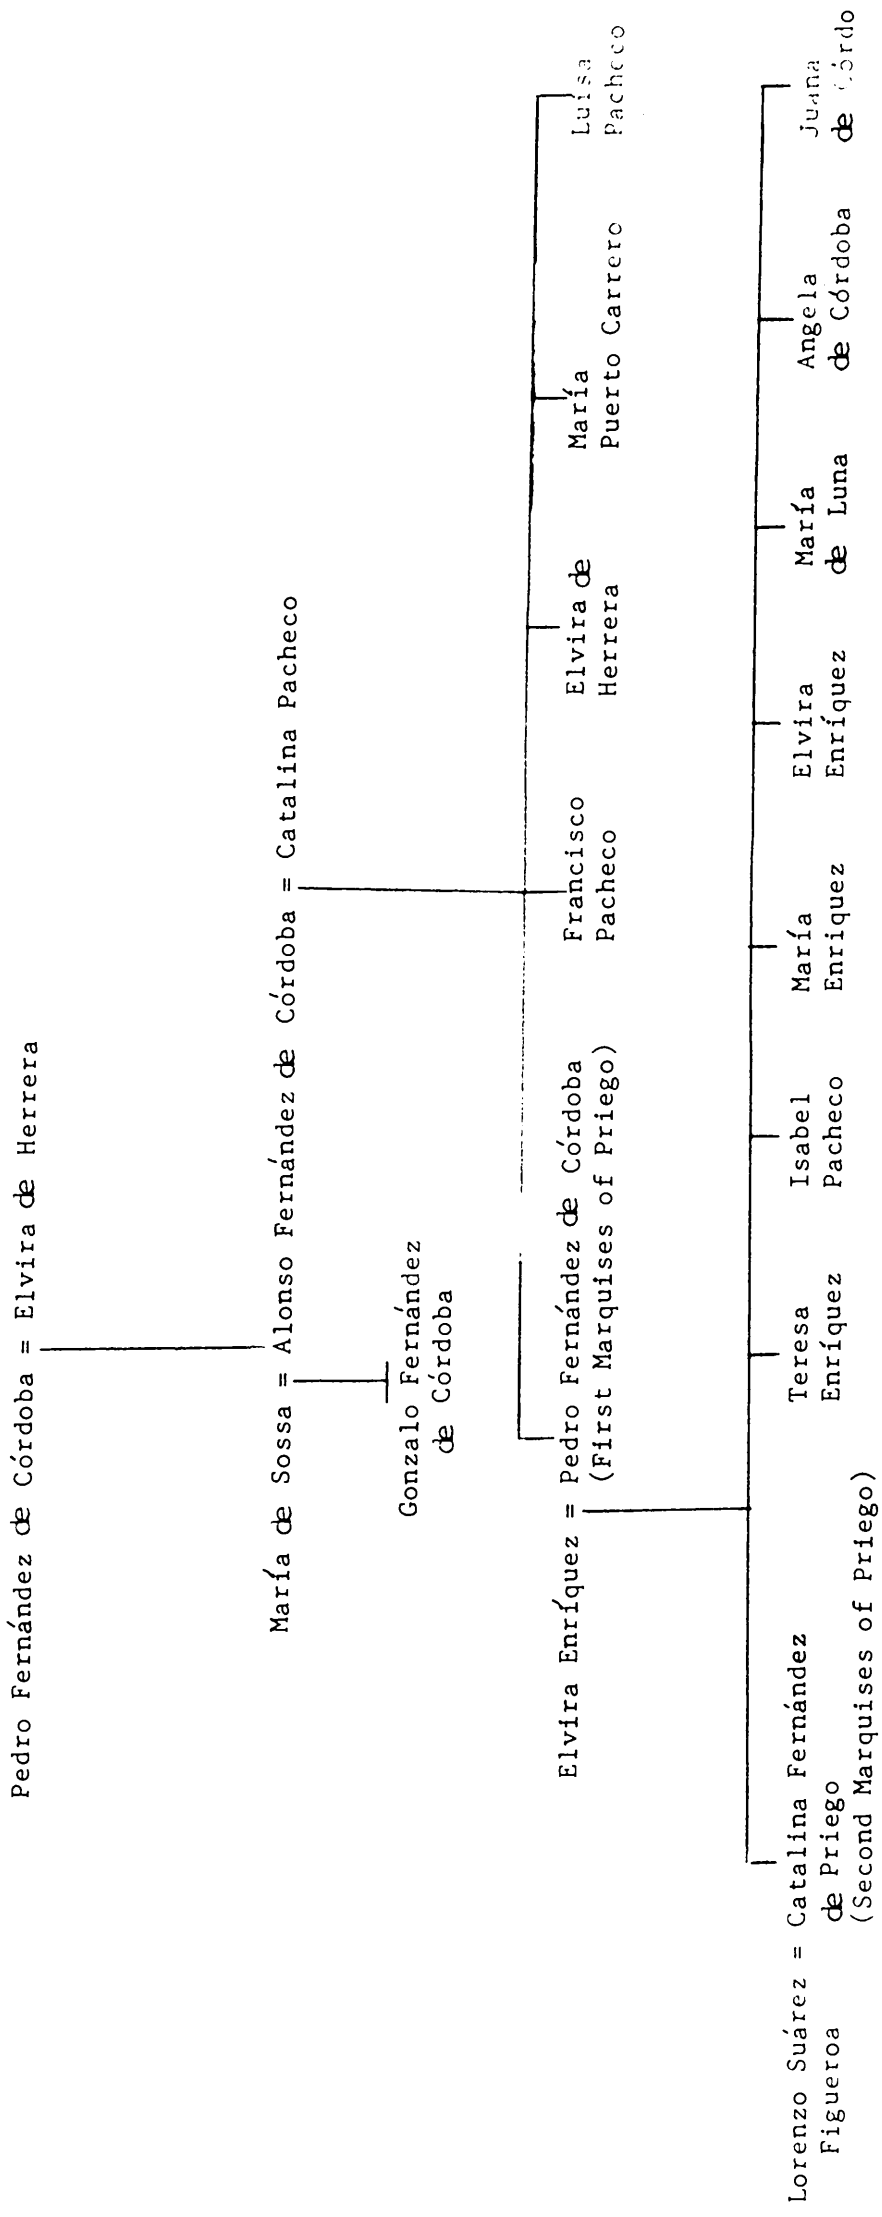 Pedro Fernández de Córdoba = Elvira de Herrera
María de Sossa = Alonso Fernández de Córdoba = Catalina Pacheco
Gonzalo Fernández
de Córdoba
Elvira Enríquez = Pedro Fernández de Córdoba
(First Marquises of Priego)
Francisco
Pacheco
Elvira de
Herrera
María
Puerto Carrero
Luisa
Pacheco
Lorenzo Suárez = Catalina Fernández
Figueroa
de Priego
(Second Marquises of Priego)
Teresa
Enríquez
Isabel
Pacheco
María
Enriquez
Elvira
Enríquez
María
de Luna
Angela
de Córdoba
Juana
de Córdo